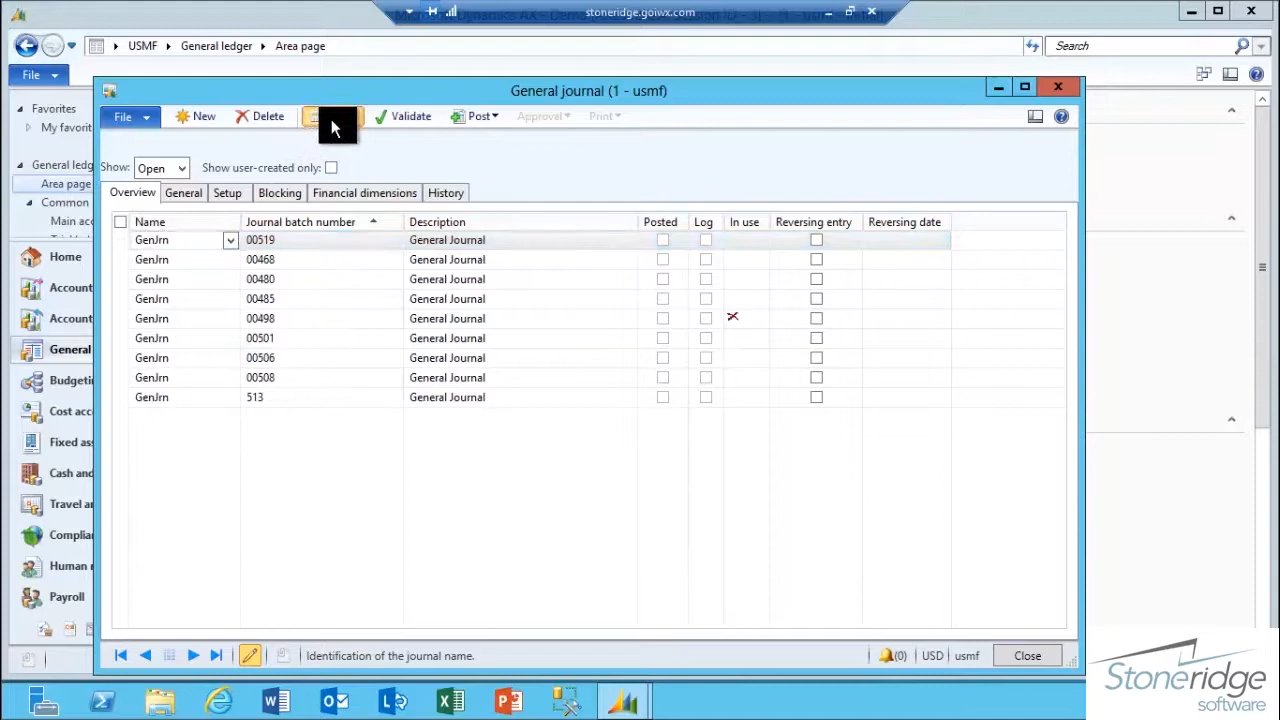 stoneridge.goiwx.com
USMF General ledger Area page
Search
File
Favorites
My favori
General ledg
Area page
Common
Main acc
Home
Account
Account
General
Budgeti
Cost acc
Fixed ass
Cash and
Travel an
Complian
Human r
Payroll
General journal (1 - usmf)
File New Delete Validate Post Approval Print
Show: Open Show user-created only:
Overview General Setup Blocking Financial dimensions History
Name Journal batch number Description Posted Log In use Reversing entry Reversing date
GenJrn 00519 General Journal
GenJrn 00468 General Journal
GenJrn 00480 General Journal
GenJrn 00485 General Journal
GenJrn 00498 General Journal
GenJrn 00501 General Journal
GenJrn 00506 General Journal
GenJrn 00508 General Journal
GenJrn 513 General Journal
Identification of the journal name. (0) USD usmf Close
Stoneridge
software